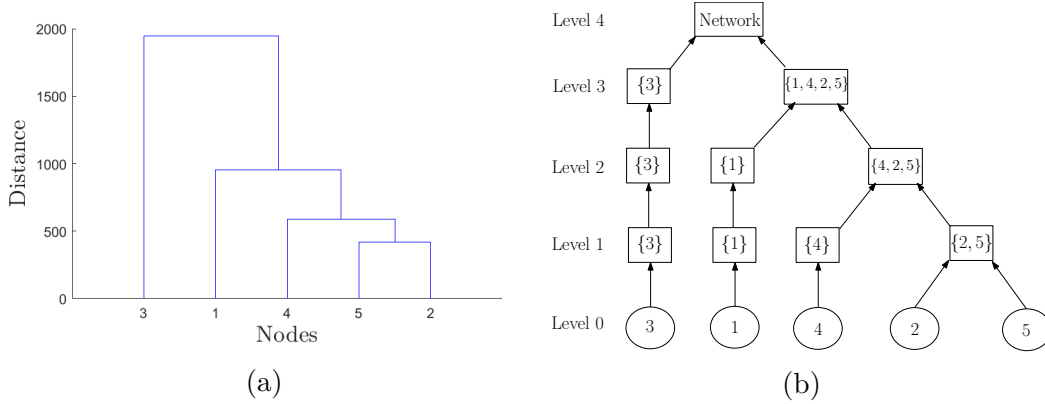 2000
1500
1000
500
0
Distance
3 1 4 5 2
Nodes
(a)
Level 4 Network
Level 3 {3} {1, 4, 2, 5}
Level 2 {3} {1} {4, 2, 5}
Level 1 {3} {1} {4} {2, 5}
Level 0 3 1 4 2 5
(b)